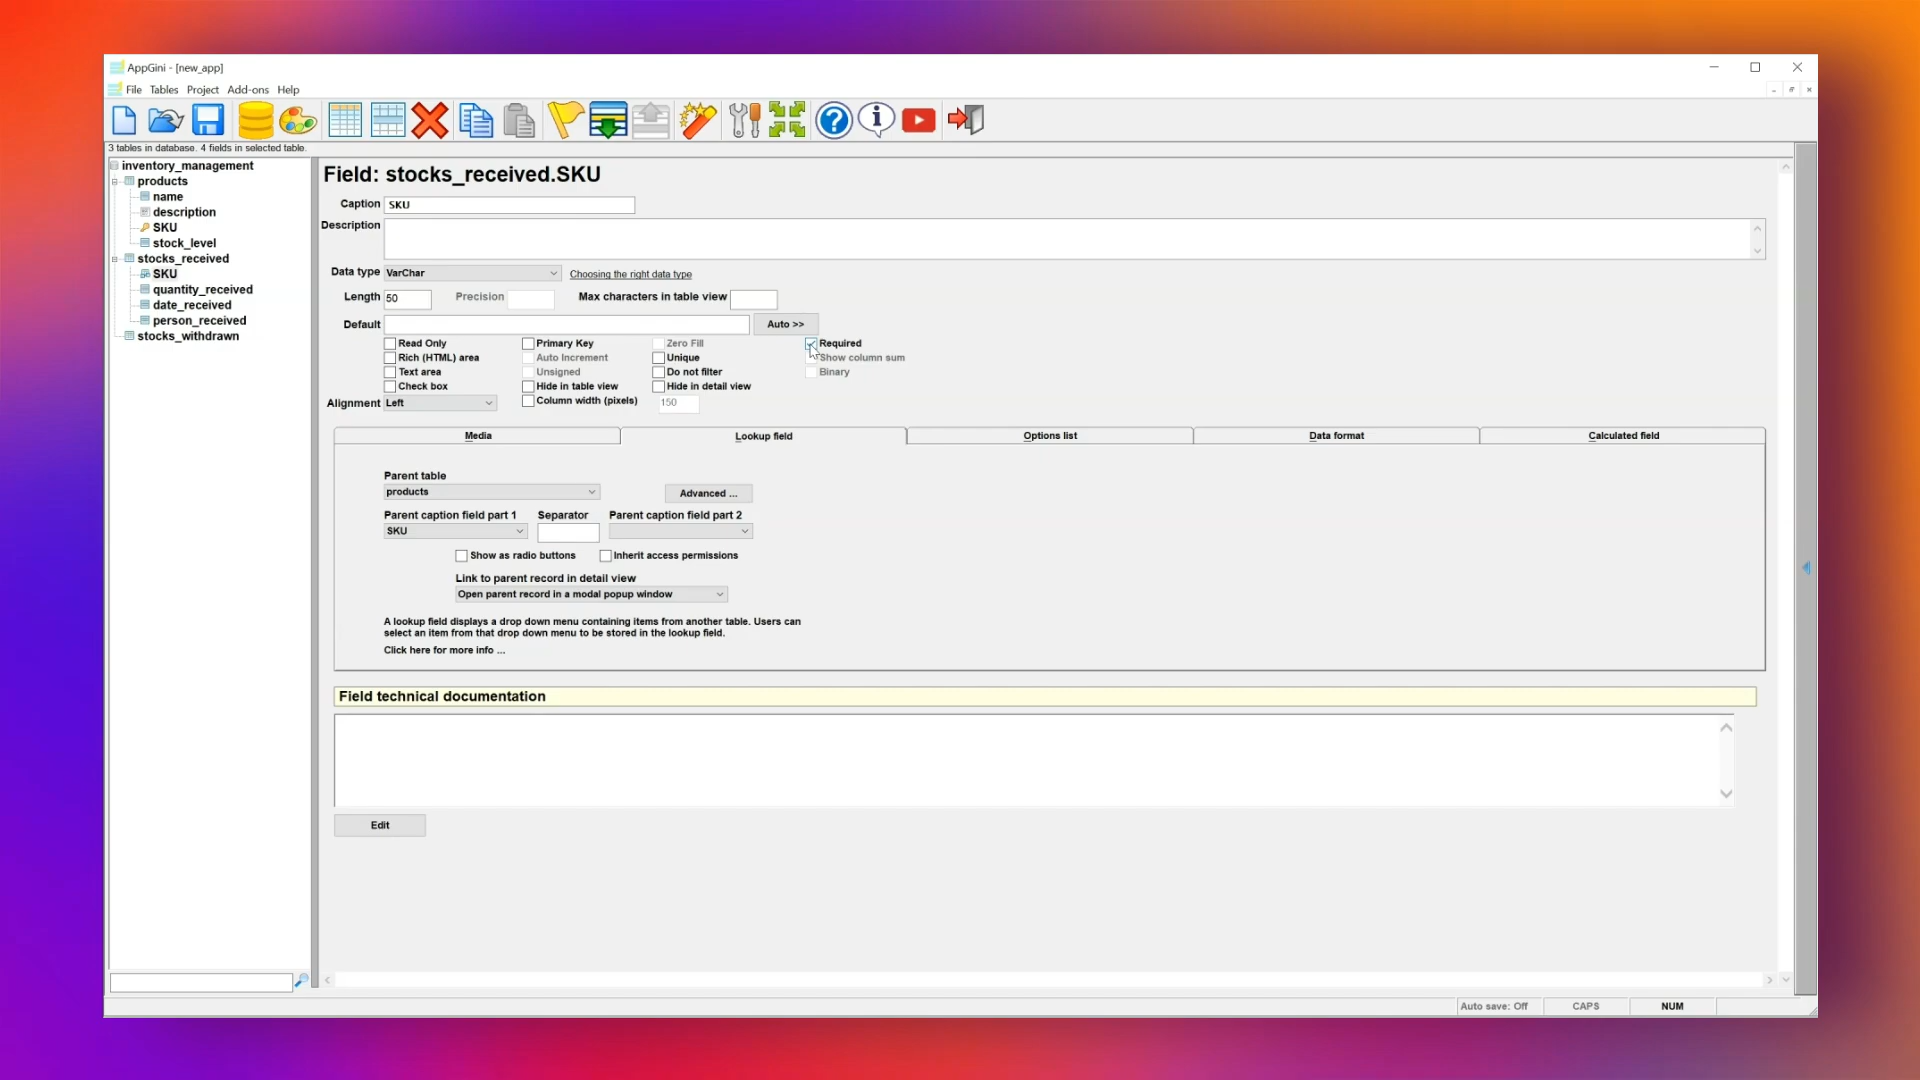 AppGini - [new_app]
File Tables Project Add-ons Help
3 tables in database. 4 fields in selected table.
inventory_management
products
name
description
SKU
stock_level
stocks_received
SKU
quantity_received
date_received
person_received
stocks_withdrawn
Field: stocks_received.SKU
Caption SKU
Description
Data type VarChar Choosing the right data type
Length 50 Precision Max characters in table view
Default Auto >>
Read Only Primary Key Zero Fill Required
Rich (HTML) area Auto Increment Unique Show column sum
Text area Unsigned Do not filter Binary
Check box Hide in table view Hide in detail view
Alignment Left Column width (pixels) 150
Media Lookup field Options list Data format Calculated field
Parent table
products Advanced ...
Parent caption field part 1 Separator Parent caption field part 2
SKU
Show as radio buttons Inherit access permissions
Link to parent record in detail view
Open parent record in a modal popup window
A lookup field displays a drop down menu containing items from another table. Users can
select an item from that drop down menu to be stored in the lookup field.
Click here for more info ...
Field technical documentation
Edit
Auto save: Off CAPS NUM